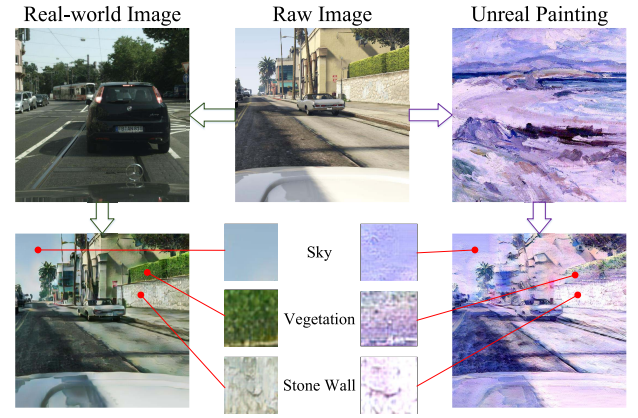 Real-world Image
Raw Image
Unreal Painting
Sky
Vegetation
Stone Wall